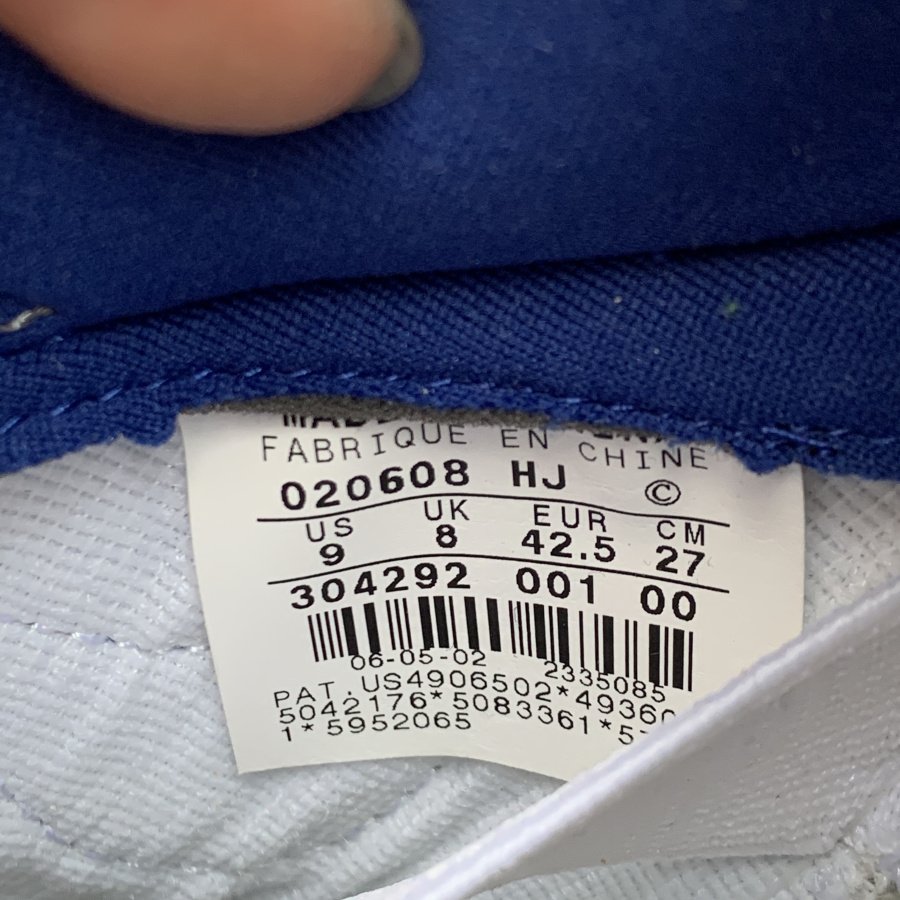 FABRIQUE EN CHINE
020608 HJ ©
US UK EUR CM
9 8 42.5 27
304292 001 00
06-05-02 2335085
PAT.US4906502*4936
5042176*5083361*5
1*5952065